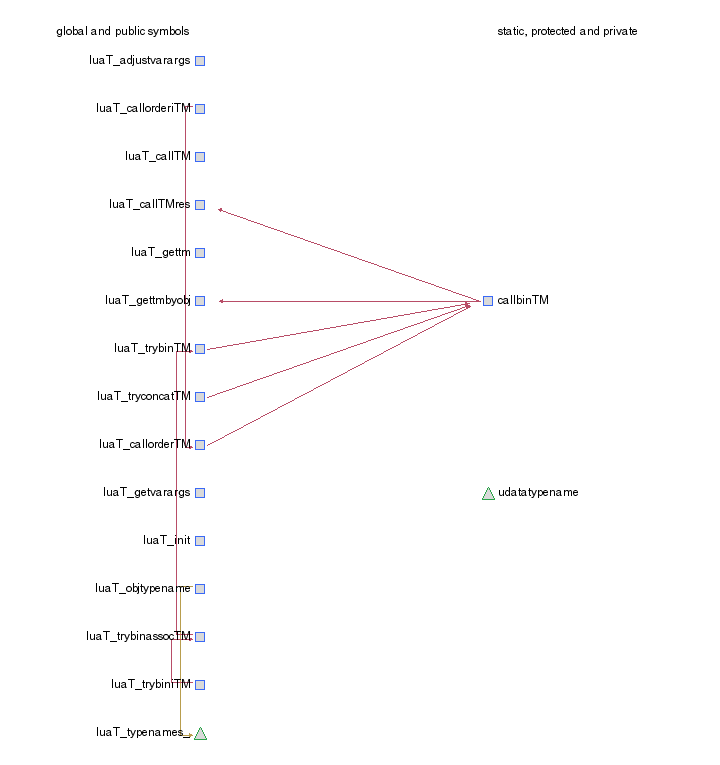 global and public symbols
static, protected and private
luaT_adjustvarargs
luaT_callorderiTM
luaT_callTM
luaT_callTMres
luaT_gettm
luaT_gettmbyobj
callbinTM
luaT_trybinTM
luaT_tryconcatTM
luaT_callorderTM
luaT_getvarargs
udatatypename
luaT_init
luaT_objtypename
luaT_trybinassocTM
luaT_trybiniTM
luaT_typenames_